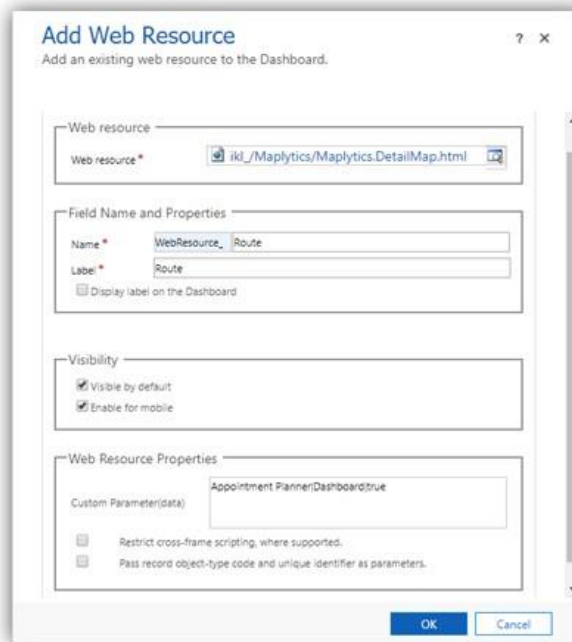 Add Web Resource
? ×
Add an existing web resource to the Dashboard.
Web resource
Web resource * ikl_/Maplytics/Maplytics.DetailMap.html
Field Name and Properties
Name * WebResource_ Route
Label * Route
Display label on the Dashboard
Visibility
Visible by default
Enable for mobile
Web Resource Properties
Custom Parameter(data) Appointment Planner|Dashboard|true
Restrict cross-frame scripting, where supported.
Pass record object-type code and unique identifier as parameters.
OK Cancel